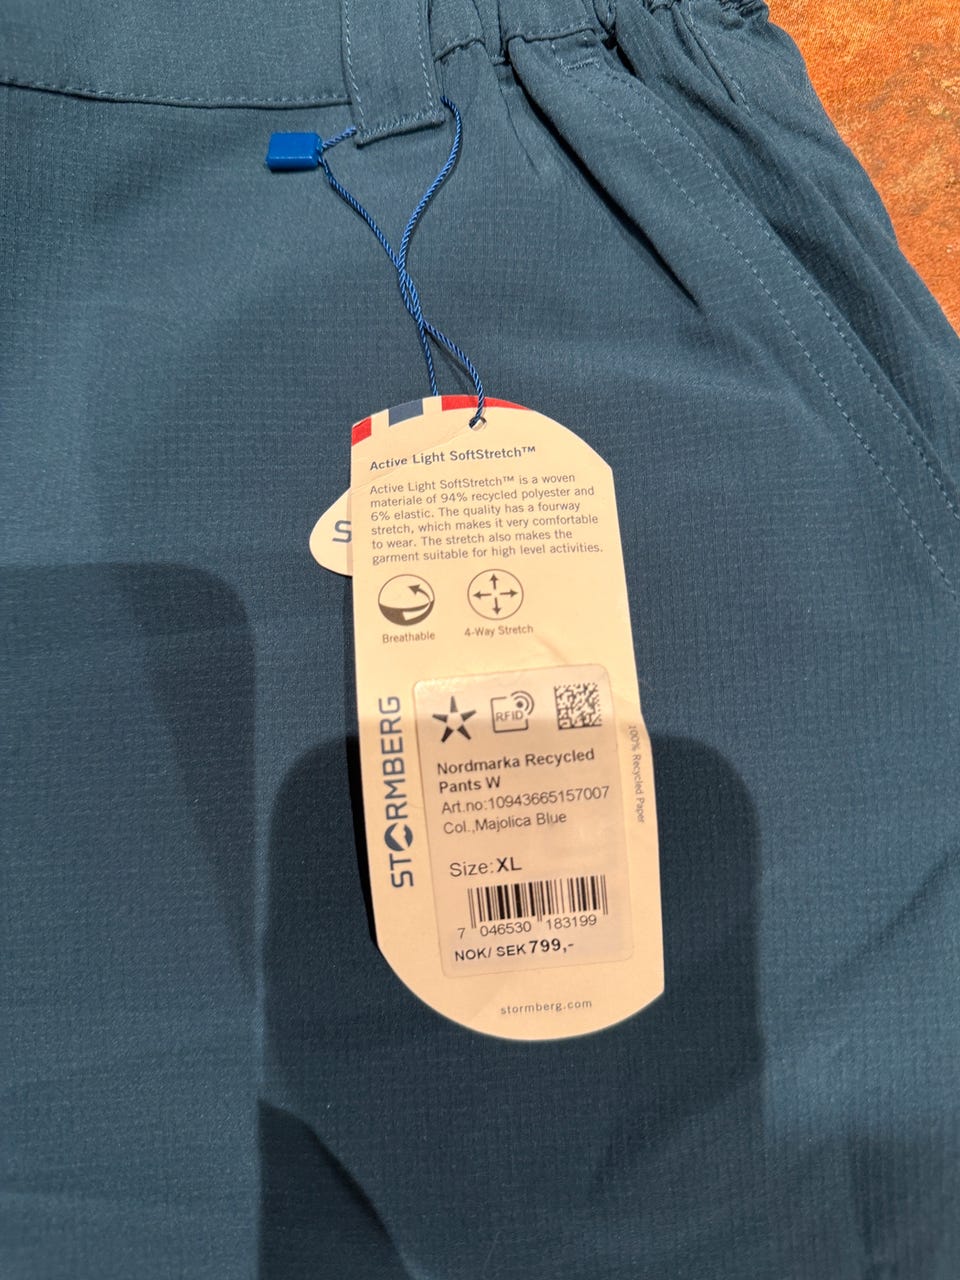 Active Light SoftStretch™
Active Light SoftStretch™ is a woven
materiale of 94% recycled polyester and
6% elastic. The quality has a fourway
stretch, which makes it very comfortable
to wear. The stretch also makes the
garment suitable for high level activities.
S
Breathable
4-Way Stretch
STORMBERG
RFID
Nordmarka Recycled
Pants W
Art.no:10943665157007
Col.,Majolica Blue
Size:XL
7 046530 183199
NOK/ SEK 799,-
100% Recycled Paper
stormberg.com